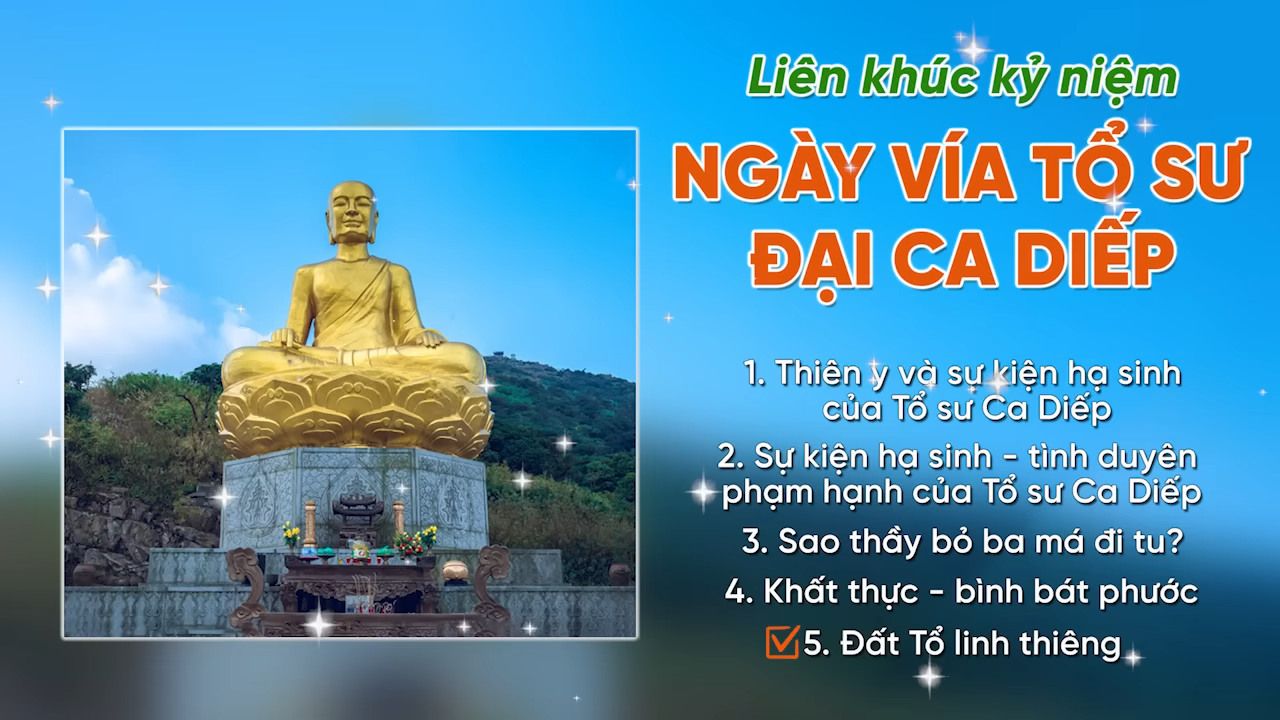 Liên khúc kỷ niệm
NGÀY VÍA TỔ SƯ
ĐẠI CA DIẾP
1. Thiên y và sự kiện hạ sinh
của Tổ sư Ca Diếp
2. Sự kiện hạ sinh - tình duyên
phạm hạnh của Tổ sư Ca Diếp
3. Sao thầy bỏ ba má đi tu?
4. Khất thực - bình bát phước
5. Đất Tổ linh thiêng